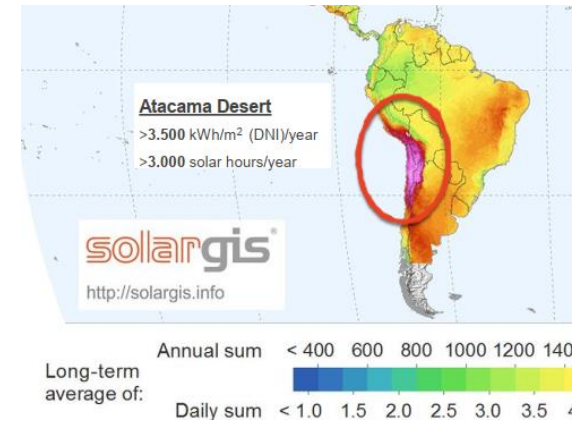 Atacama Desert
>3.500 kWh/m² (DNI)/year
>3.000 solar hours/year
solargis
http://solargis.info
Annual sum < 400 600 800 1000 1200
Long-term
average of:
Daily sum < 1.0 1.5 2.0 2.5 3.0 3.5